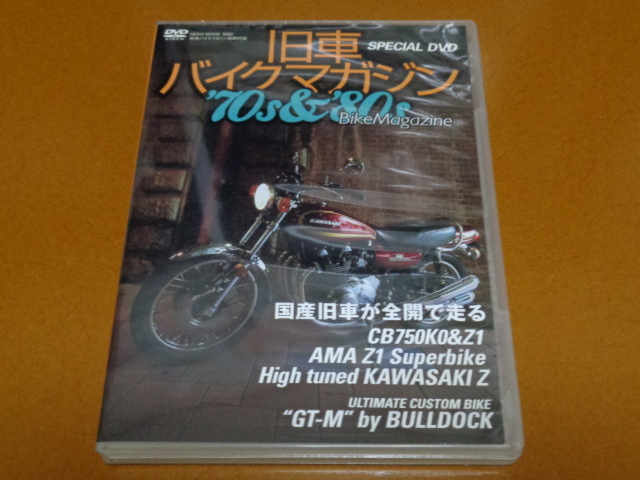 DVD
VIDEO
旧車
SPECIAL DVD
バイクマガジン
'70s&'80s
BikeMagazine
KAWASAKI
国産旧車が全開で走る
CB750K0&Z1
AMA Z1 Superbike
High tuned KAWASAKI Z
ULTIMATE CUSTOM BIKE
"GT-M" by BULLDOCK